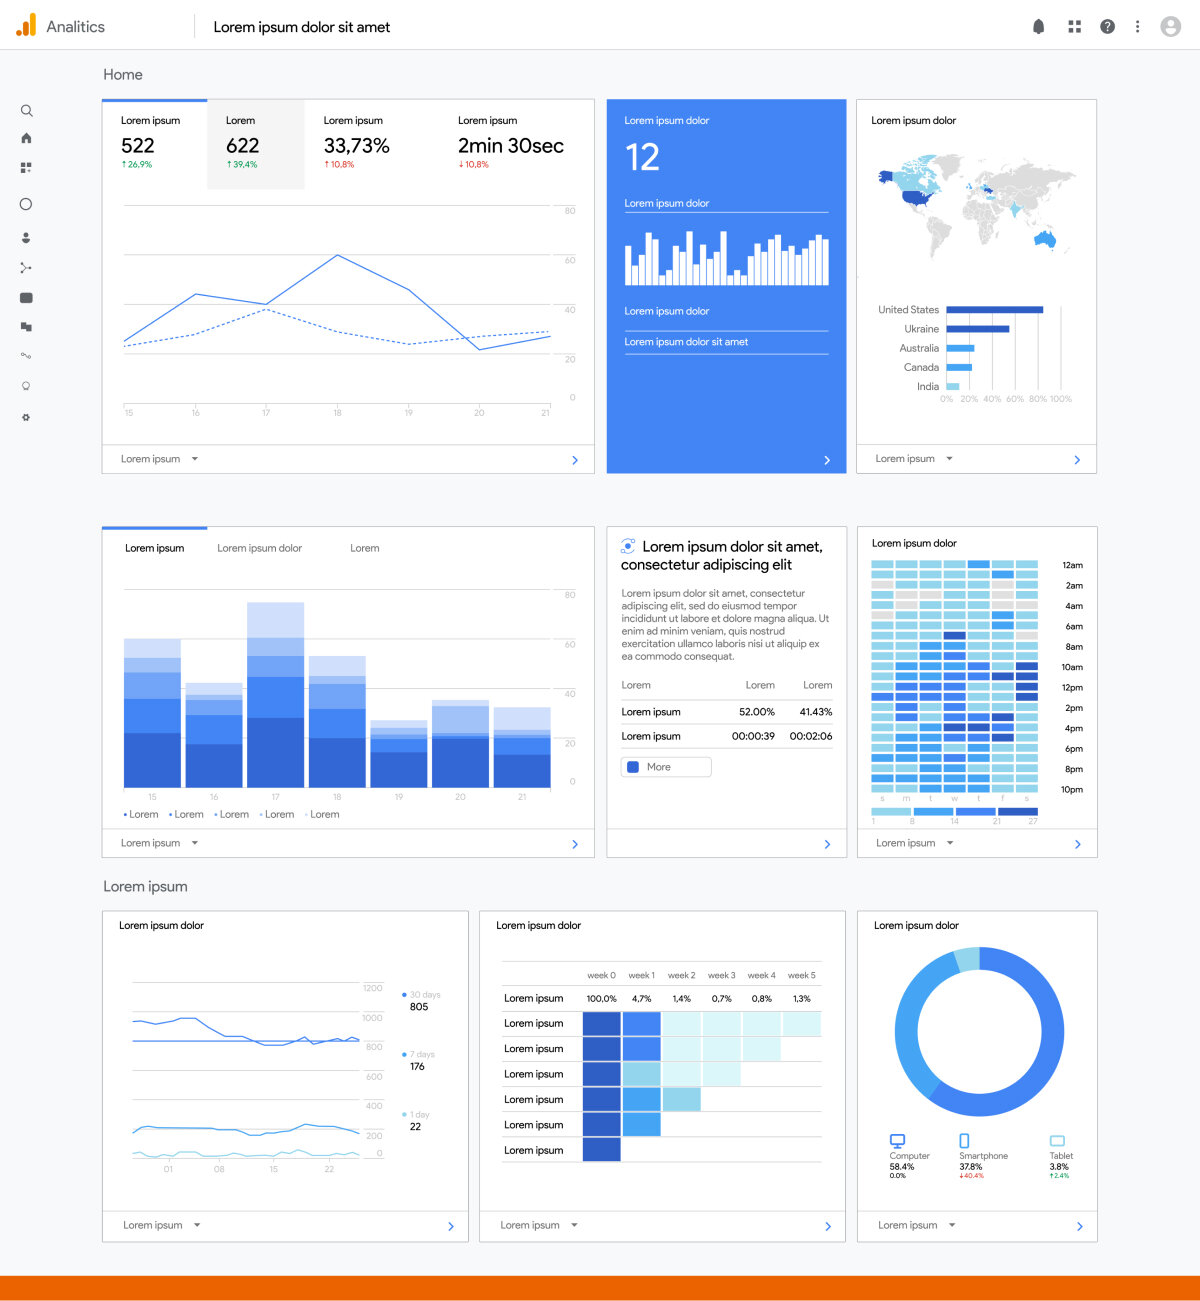 Analitics
Lorem ipsum dolor sit amet
Home
Lorem ipsum Lorem Lorem ipsum Lorem ipsum
522 622 33,73% 2min 30sec
↑26,9% ↑39,4% ↑10,8% ↓10,8%
80
60
40
20
0
15 16 17 18 19 20 21
Lorem ipsum
Lorem ipsum dolor
12
Lorem ipsum dolor
Lorem ipsum dolor
Lorem ipsum dolor sit amet
Lorem ipsum dolor
United States
Ukraine
Australia
Canada
India
0% 20% 40% 60% 80% 100%
Lorem ipsum
Lorem ipsum Lorem ipsum dolor Lorem
80
60
40
20
0
15 16 17 18 19 20 21
Lorem Lorem Lorem Lorem Lorem
Lorem ipsum
Lorem ipsum dolor sit amet,
consectetur adipiscing elit
Lorem ipsum dolor sit amet, consectetur
adipiscing elit, sed do eiusmod tempor
incididunt ut labore et dolore magna aliqua. Ut
enim ad minim veniam, quis nostrud
exercitation ullamco laboris nisi ut aliquip ex
ea commodo consequat.
Lorem Lorem Lorem
Lorem ipsum 52.00% 41.43%
Lorem ipsum 00:00:39 00:02:06
More
Lorem ipsum dolor
12am
2am
4am
6am
8am
10am
12pm
2pm
4pm
6pm
8pm
10pm
s m t w t f s
1 8 14 21 27
Lorem ipsum
Lorem ipsum
Lorem ipsum dolor
1200
1000
800
600
400
200
0
01 08 15 22
30 days
805
7 days
176
1 day
22
Lorem ipsum
Lorem ipsum dolor
week 0 week 1 week 2 week 3 week 4 week 5
Lorem ipsum 100,0% 4,7% 1,4% 0,7% 0,8% 1,3%
Lorem ipsum
Lorem ipsum
Lorem ipsum
Lorem ipsum
Lorem ipsum
Lorem ipsum
Lorem ipsum
Lorem ipsum dolor
Computer Smartphone Tablet
58.4% 37.8% 3.8%
0.0% ↓40.4% ↑2.4%
Lorem ipsum